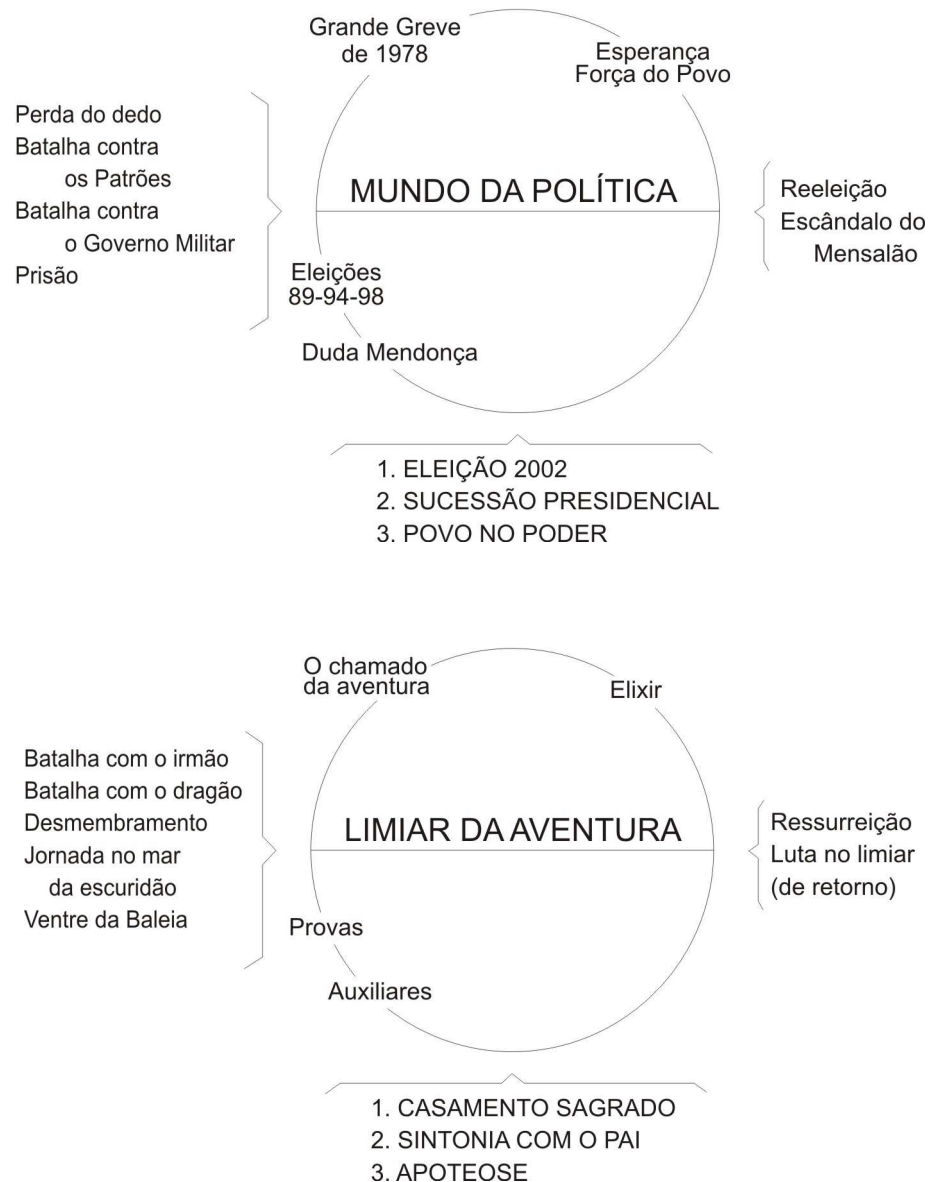 Grande Greve
de 1978
Esperança
Força do Povo
Perda do dedo
Batalha contra
os Patrões
Batalha contra
o Governo Militar
Prisão
MUNDO DA POLÍTICA
Reeleição
Escândalo do
Mensalão
Eleições
89-94-98
Duda Mendonça
1. ELEIÇÃO 2002
2. SUCESSÃO PRESIDENCIAL
3. POVO NO PODER
O chamado
da aventura
Elixir
Batalha com o irmão
Batalha com o dragão
Desmembramento
Jornada no mar
da escuridão
Ventre da Baleia
LIMIAR DA AVENTURA
Ressurreição
Luta no limiar
(de retorno)
Provas
Auxiliares
1. CASAMENTO SAGRADO
2. SINTONIA COM O PAI
3. APOTEOSE